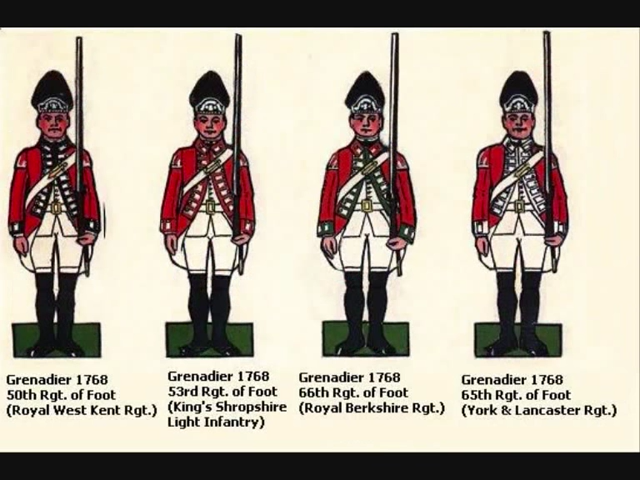 Grenadier 1768
50th Rgt. of Foot
(Royal West Kent Rgt.)
Grenadier 1768
53rd Rgt. of Foot
(King's Shropshire
Light Infantry)
Grenadier 1768
66th Rgt. of Foot
(Royal Berkshire Rgt.)
Grenadier 1768
65th Rgt. of Foot
(York & Lancaster Rgt.)